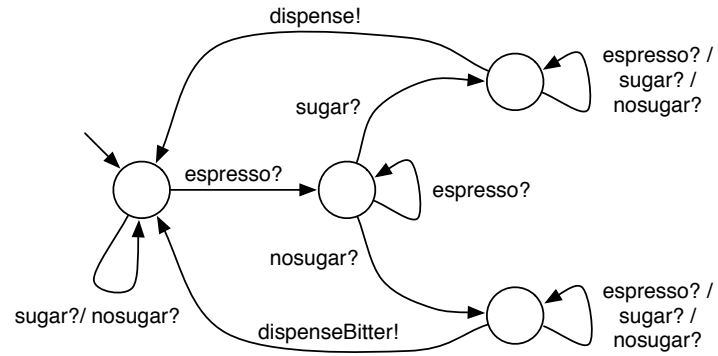 dispense!
espresso? /
sugar? /
nosugar?
sugar?
espresso?
espresso?
nosugar?
espresso? /
sugar? /
nosugar?
sugar?/ nosugar?
dispenseBitter!